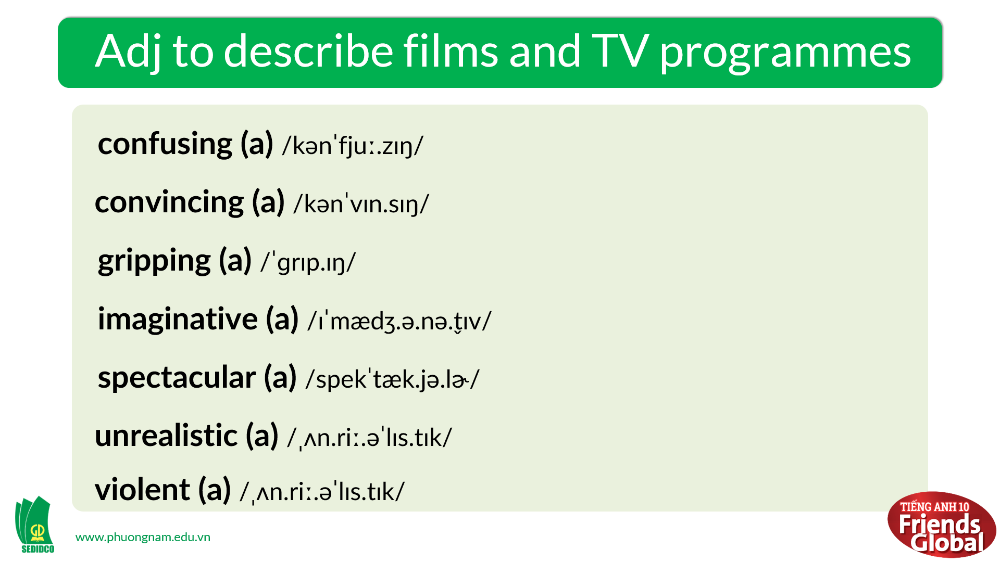 Adj to describe films and TV programmes
confusing (a) /kənˈfjuː.zɪŋ/
convincing (a) /kənˈvɪn.sɪŋ/
gripping (a) /ˈɡrɪp.ɪŋ/
imaginative (a) /ɪˈmædʒ.ə.nə.t̬ɪv/
spectacular (a) /spekˈtæk.jə.lɚ/
unrealistic (a) /ˌʌn.riː.əˈlɪs.tɪk/
violent (a) /ˌʌn.riː.əˈlɪs.tɪk/
GD
SEDIDCO
www.phuongnam.edu.vn
TIẾNG ANH 10
Friends
Global